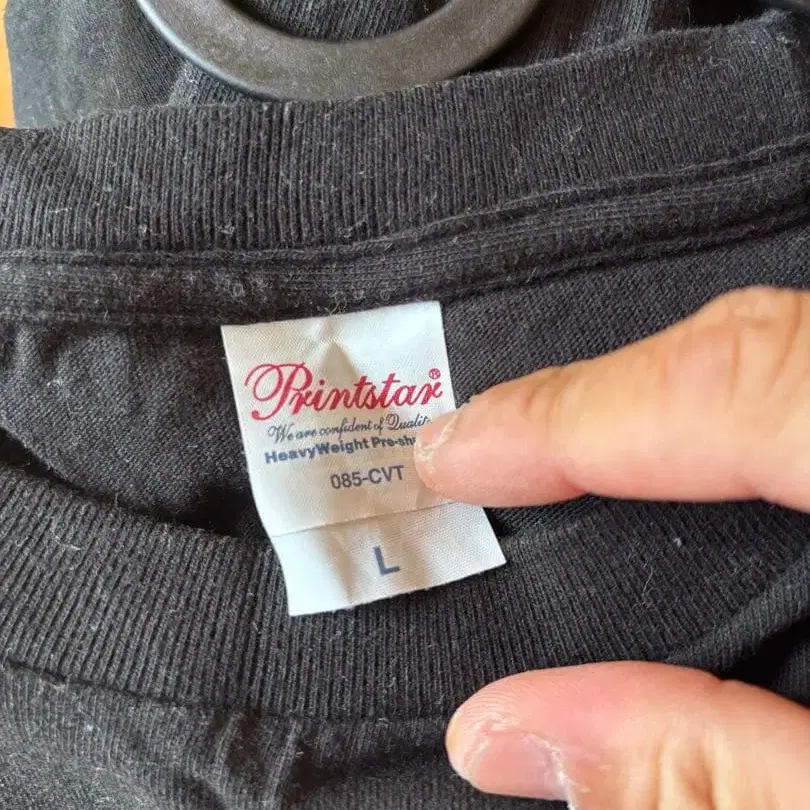 Printstar®
We are confident of Quality
HeavyWeight Pre-sh
085-CVT
L